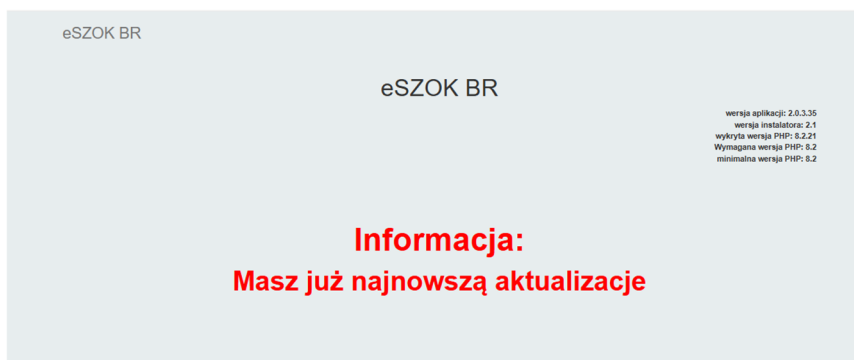 eSZOK BR
eSZOK BR
wersja aplikacji: 2.0.3.35
wersja instalatora: 2.1
wykryta wersja PHP: 8.2.21
Wymagana wersja PHP: 8.2
minimalna wersja PHP: 8.2
Informacja:
Masz już najnowszą aktualizacje